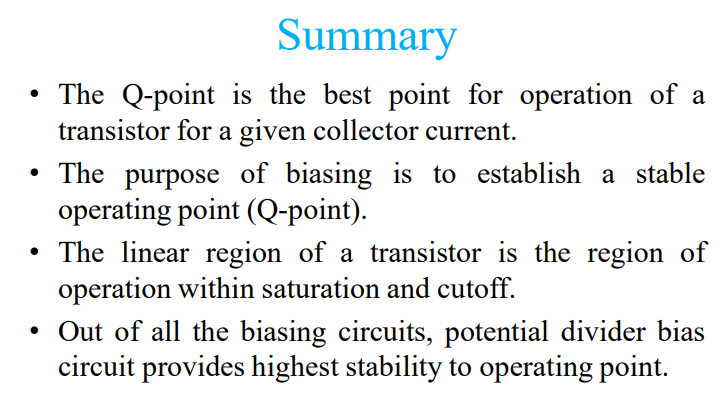 Summary
• The Q-point is the best point for operation of a
transistor for a given collector current.
• The purpose of biasing is to establish a stable
operating point (Q-point).
• The linear region of a transistor is the region of
operation within saturation and cutoff.
• Out of all the biasing circuits, potential divider bias
circuit provides highest stability to operating point.